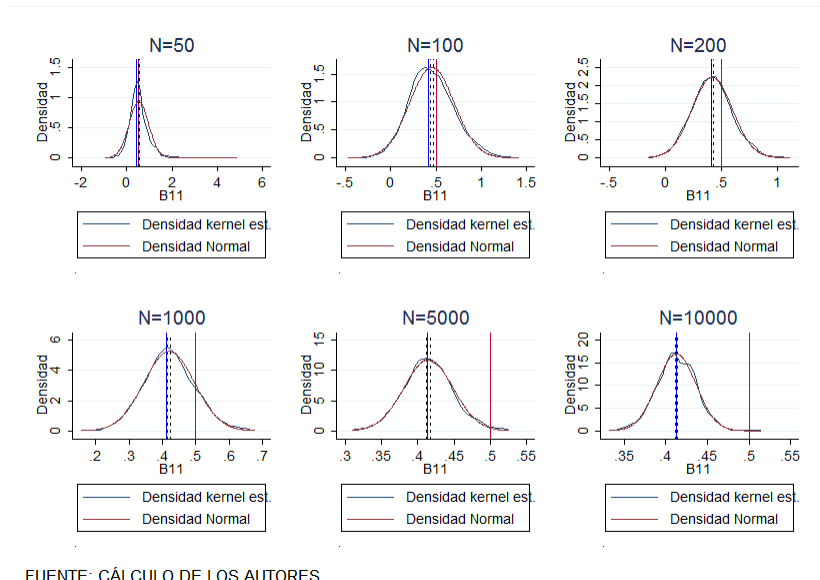 N=50
Densidad
0 .5 1 1.5
-2 0 2 4 6
B11
Densidad kernel est.
Densidad Normal
N=100
Densidad
0 .5 1 1.5
-.5 0 .5 1 1.5
B11
Densidad kernel est.
Densidad Normal
N=200
Densidad
0 .5 1 1.5 2 2.5
-.5 0 .5 1
B11
Densidad kernel est.
Densidad Normal
N=1000
Densidad
0 2 4 6
.2 .3 .4 .5 .6 .7
B11
Densidad kernel est.
Densidad Normal
N=5000
Densidad
0 5 10 15
.3 .35 .4 .45 .5 .55
B11
Densidad kernel est.
Densidad Normal
N=10000
Densidad
0 5 10 15 20
.35 .4 .45 .5 .55
B11
Densidad kernel est.
Densidad Normal
FUENTE: CÁLCULO DE LOS AUTORES